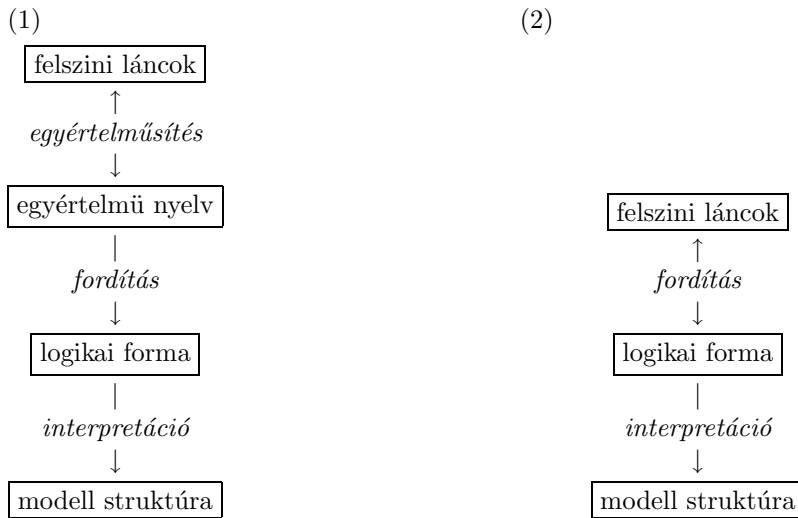 (1)
felszini láncok
↑
egyértelműsítés
↓
egyértelmü nyelv
|
fordítás
↓
logikai forma
|
interpretáció
↓
modell struktúra
(2)
felszini láncok
↑
fordítás
↓
logikai forma
|
interpretáció
↓
modell struktúra